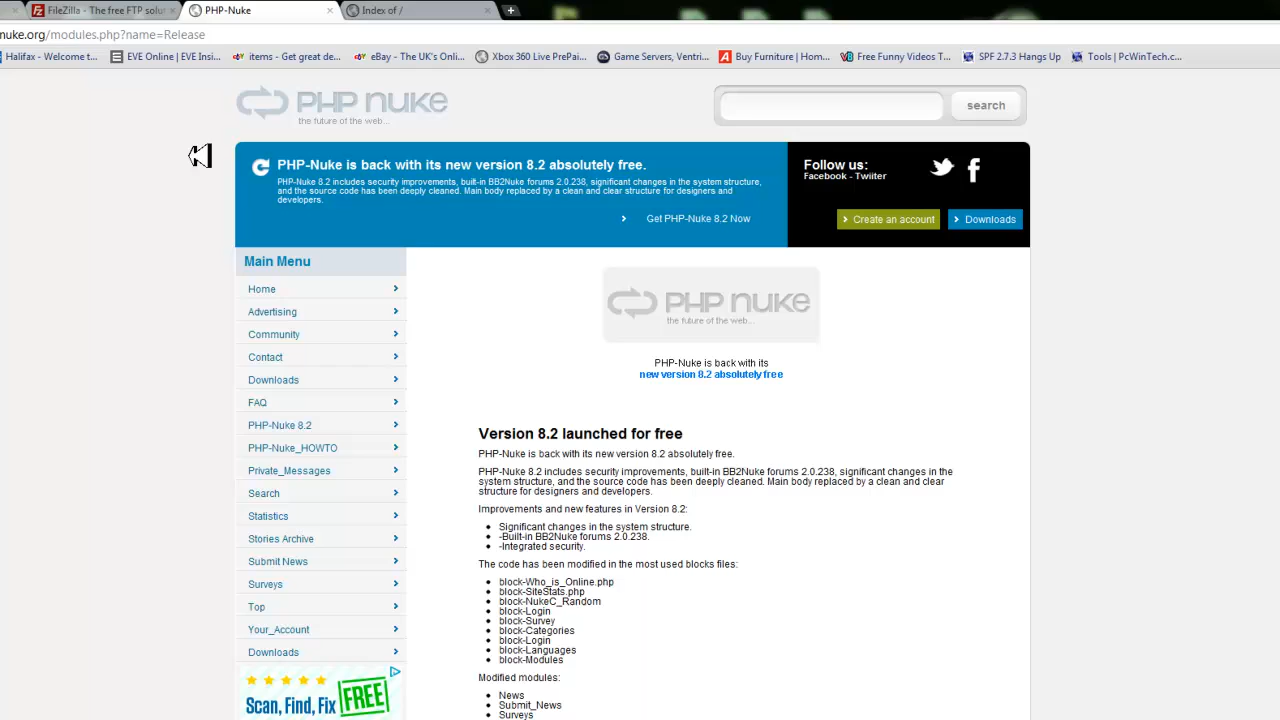 FileZilla - The free FTP solut
PHP-Nuke
Index of /
nuke.org/modules.php?name=Release
Halifax - Welcome t...
EVE Online | EVE Insi...
items - Get great de...
eBay - The UK's Onli...
Xbox 360 Live PrePai...
Game Servers, Ventri...
Buy Furniture | Hom...
Free Funny Videos T...
SPF 2.7.3 Hangs Up
Tools | PcWinTech.c...
PHP nuke
the future of the web...
search
PHP-Nuke is back with its new version 8.2 absolutely free.
PHP-Nuke 8.2 includes security improvements, built-in BB2Nuke forums 2.0.238, significant changes in the system structure,
and the source code has been deeply cleaned. Main body replaced by a clean and clear structure for designers and
developers.
Get PHP-Nuke 8.2 Now
Follow us:
Facebook - Twiiter
Create an account
Downloads
Main Menu
Home
Advertising
Community
Contact
Downloads
FAQ
PHP-Nuke 8.2
PHP-Nuke_HOWTO
Private_Messages
Search
Statistics
Stories Archive
Submit News
Surveys
Top
Your_Account
Downloads
Scan, Find, Fix FREE
PHP nuke
the future of the web...
PHP-Nuke is back with its
new version 8.2 absolutely free
Version 8.2 launched for free
PHP-Nuke is back with its new version 8.2 absolutely free.
PHP-Nuke 8.2 includes security improvements, built-in BB2Nuke forums 2.0.238, significant changes in the
system structure, and the source code has been deeply cleaned. Main body replaced by a clean and clear
structure for designers and developers.
Improvements and new features in Version 8.2:
Significant changes in the system structure.
-Built-in BB2Nuke forums 2.0.238.
-Integrated security.
The code has been modified in the most used blocks files:
block-Who_is_Online.php
block-SiteStats.php
block-NukeC_Random
block-Login
block-Survey
block-Categories
block-Login
block-Languages
block-Modules
Modified modules:
News
Submit_News
Surveys